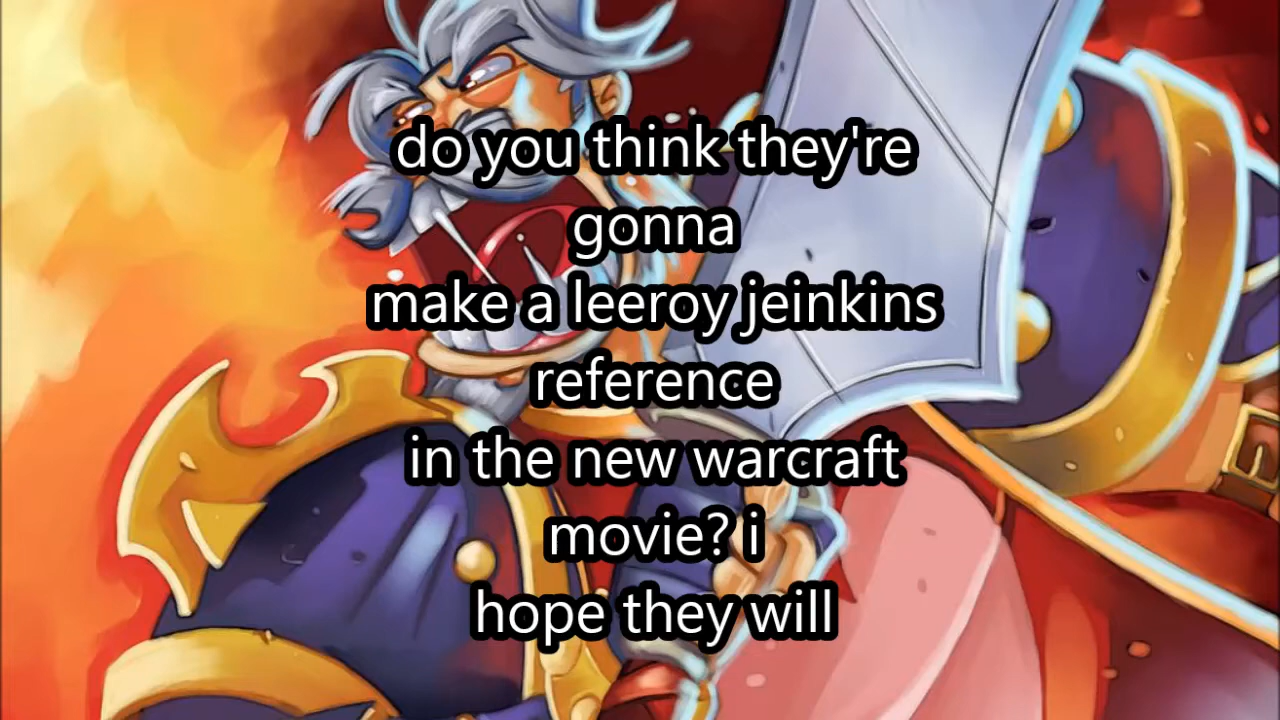 do you think they're
gonna
make a leeroy jeinkins
reference
in the new warcraft
movie? i
hope they will